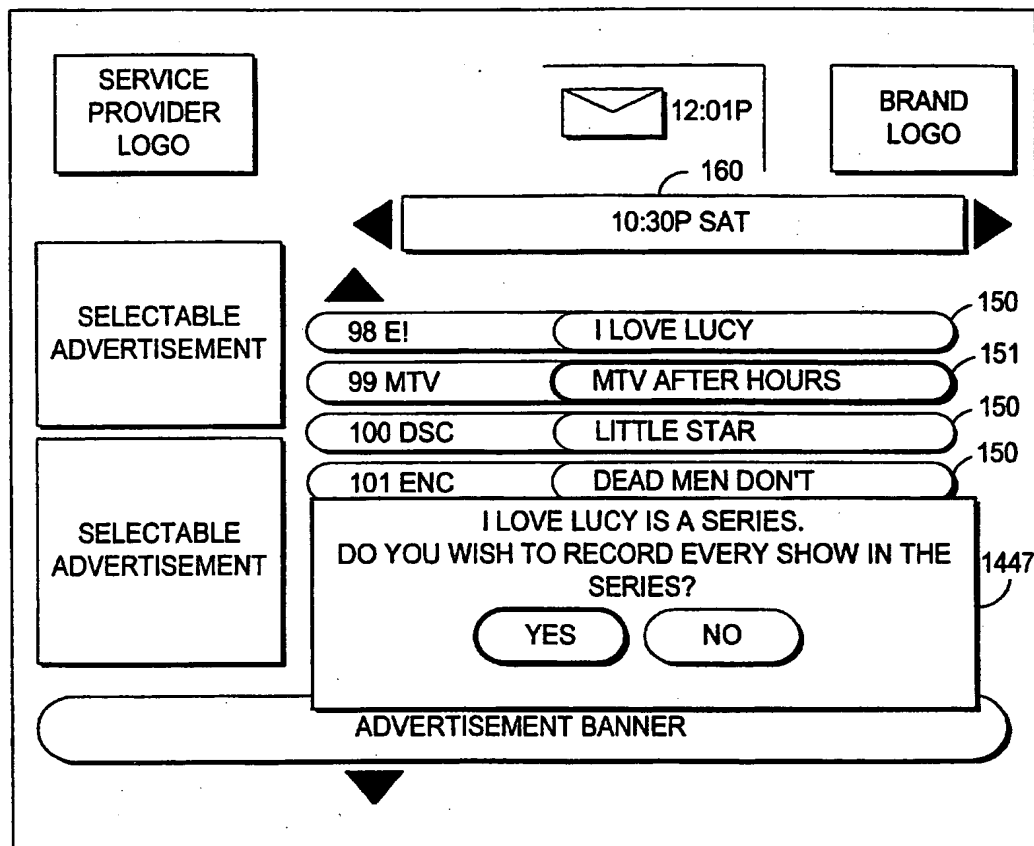 SERVICE
PROVIDER
LOGO
12:01P
BRAND
LOGO
160
10:30P SAT
SELECTABLE
ADVERTISEMENT
150
98 E! I LOVE LUCY
151
99 MTV MTV AFTER HOURS
150
100 DSC LITTLE STAR
150
101 ENC DEAD MEN DON'T
SELECTABLE
ADVERTISEMENT
I LOVE LUCY IS A SERIES.
DO YOU WISH TO RECORD EVERY SHOW IN THE
SERIES?
1447
YES NO
ADVERTISEMENT BANNER